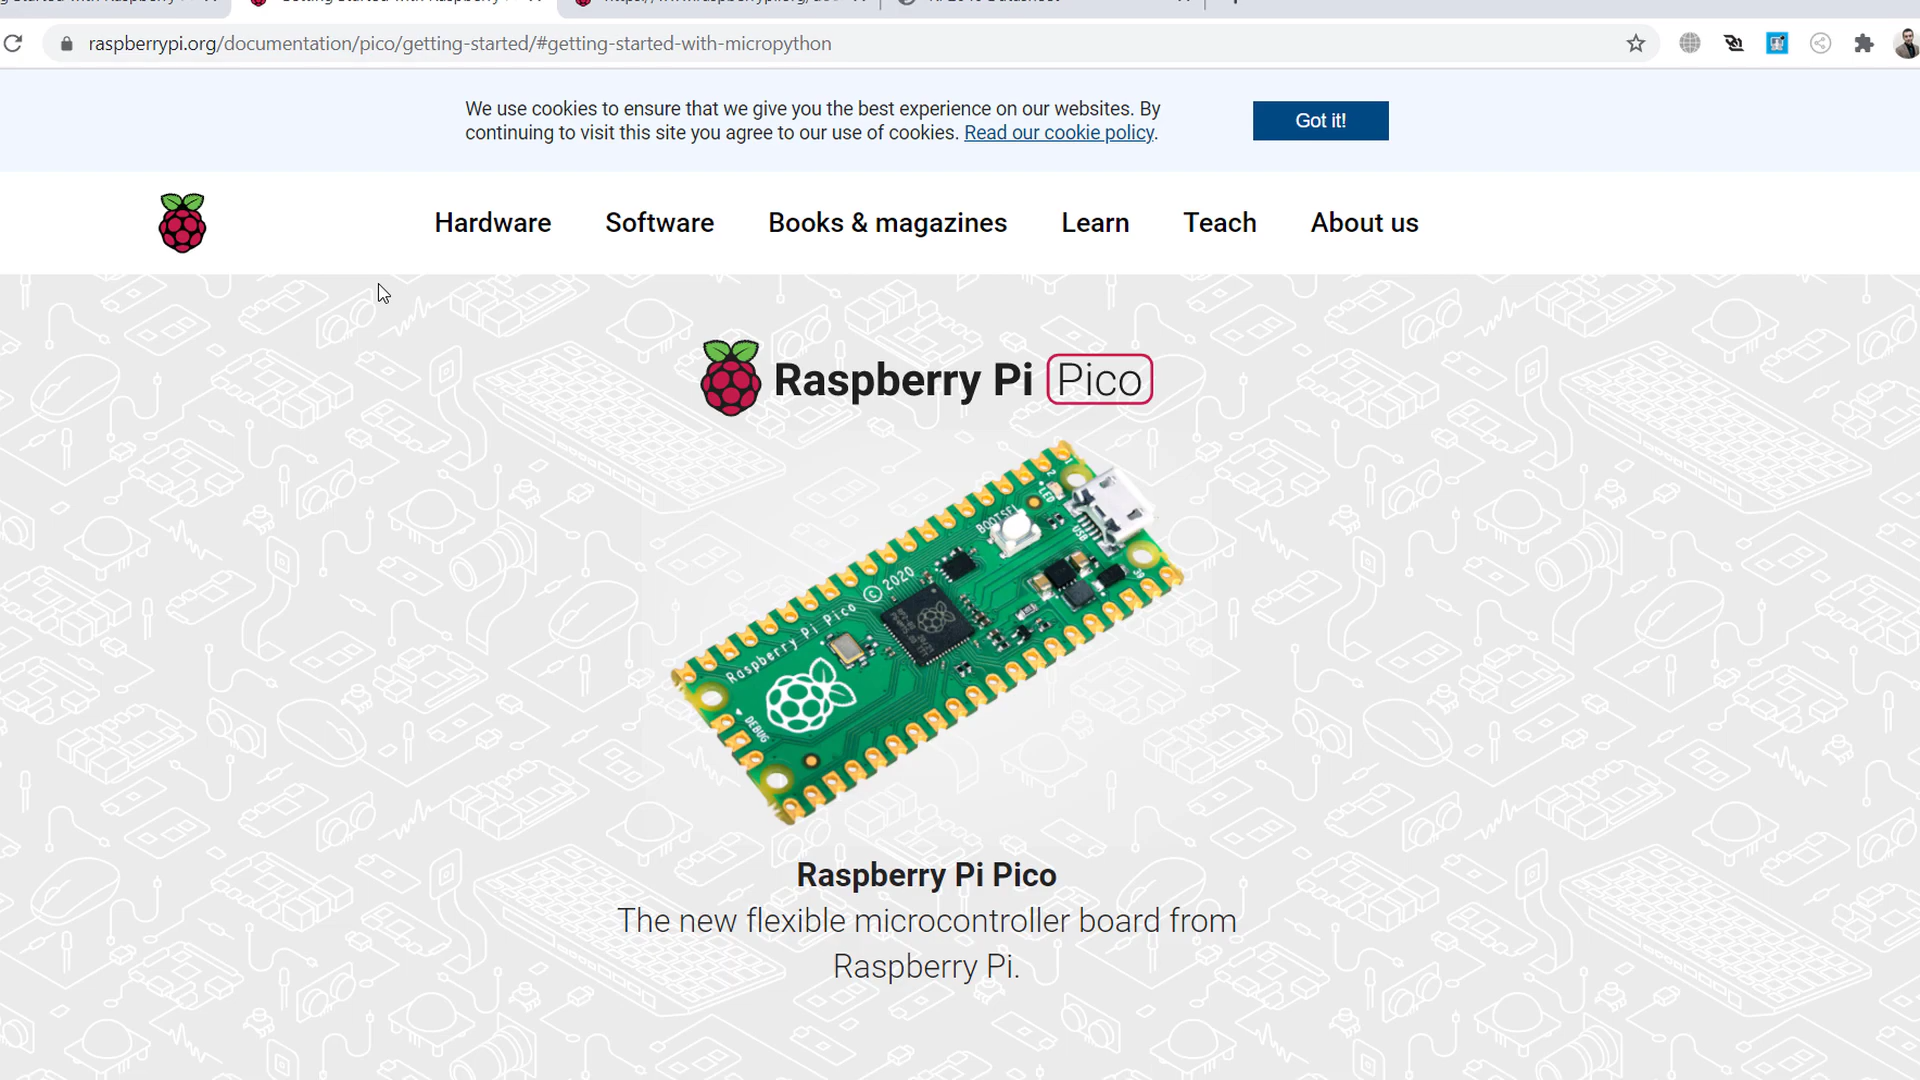 raspberrypi.org/documentation/pico/getting-started/#getting-started-with-micropython
We use cookies to ensure that we give you the best experience on our websites. By
continuing to visit this site you agree to our use of cookies. Read our cookie policy.
Got it!
Hardware
Software
Books & magazines
Learn
Teach
About us
Raspberry Pi Pico
BOOTSEL
LED
USB
1
2
39
Raspberry Pi Pico © 2020
DEBUG
Raspberry Pi Pico
The new flexible microcontroller board from
Raspberry Pi.